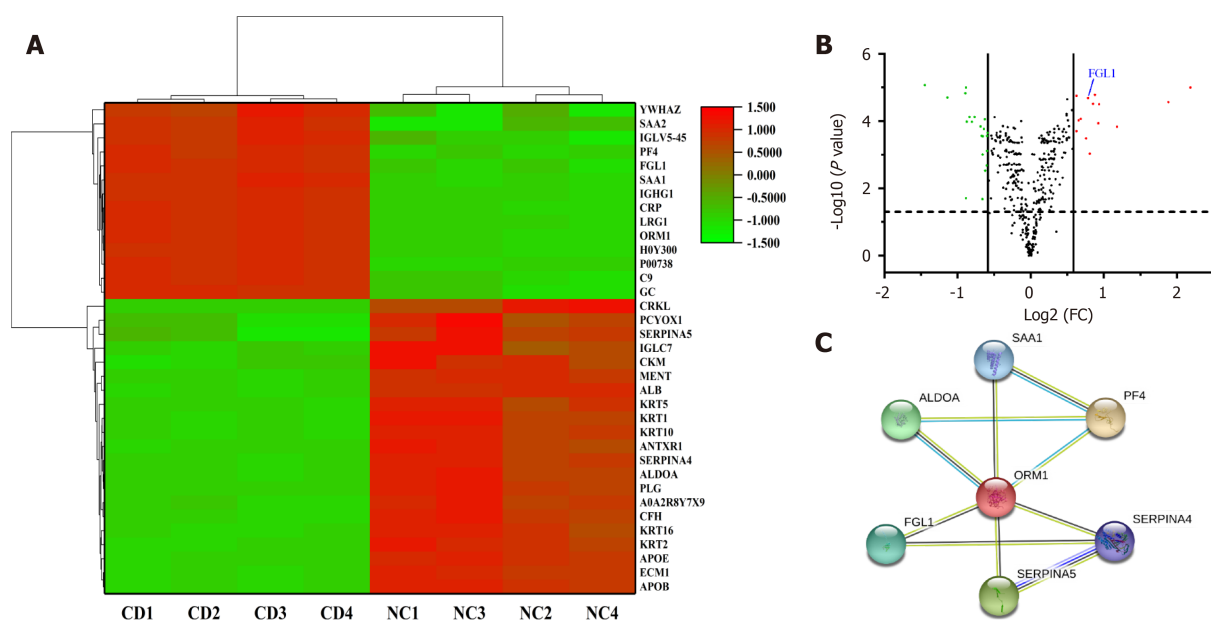 A
YWHAZ
SAA2
IGLV5-45
PF4
FGL1
SAA1
IGHG1
CRP
LRG1
ORM1
H0Y300
P00738
C9
GC
CRKL
PCYOX1
SERPINA5
IGLC7
CKM
MENT
ALB
KRT5
KRT1
KRT10
ANTXR1
SERPINA4
ALDOA
PLG
A0A2R8Y7X9
CFH
KRT16
KRT2
APOE
ECM1
APOB
CD1 CD2 CD3 CD4 NC1 NC3 NC2 NC4
1.500
1.000
0.5000
0.000
-0.5000
-1.000
-1.500
B
FGL1
6
4
2
0
-Log10 (P value)
-2 -1 0 1 2
Log2 (FC)
C
SAA1
ALDOA
PF4
ORM1
FGL1
SERPINA4
SERPINA5